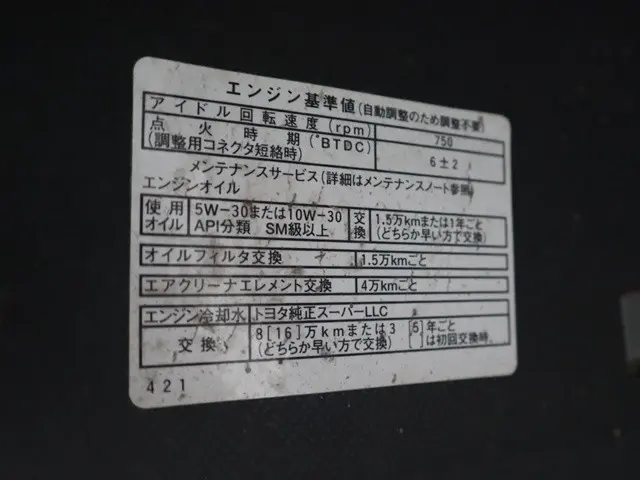 エンジン基準値(自動調整のため調整不要)
アイドル回転速度(rpm) 750
点火時期(°BTDC) 6±2
(調整用コネクタ短絡時)
メンテナンスサービス(詳細はメンテナンスノート参照)
エンジンオイル
使用 5W-30または10W-30 交 1.5万kmまたは1年ごと
オイル API分類 SM級以上 換 (どちらか早い方で交換)
オイルフィルタ交換 1.5万kmごと
エアクリーナエレメント交換 4万kmごと
エンジン冷却水 トヨタ純正スーパーLLC
交換 8[16]万kmまたは3[5]年ごと
(どちらか早い方で交換) は初回交換時
421